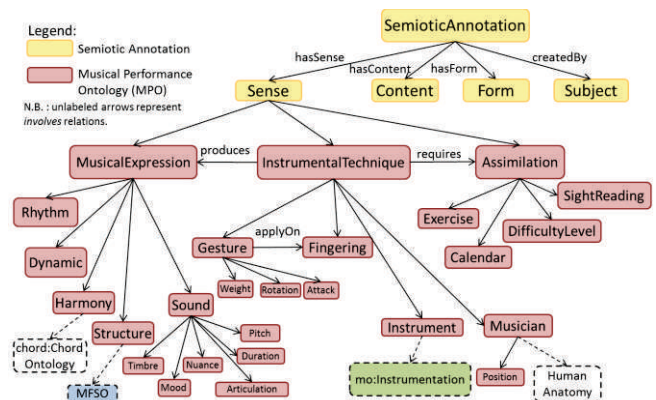 Legend:
Semiotic Annotation
Musical Performance
Ontology (MPO)
N.B. : unlabeled arrows represent
involves relations.
SemioticAnnotation
hasSense
hasContent
hasForm
createdBy
Sense
Content
Form
Subject
MusicalExpression
produces
InstrumentalTechnique
requires
Assimilation
Rhythm
Dynamic
Harmony
Structure
Sound
chord:Chord
Ontology
MFSO
Timbre
Mood
Nuance
Articulation
Duration
Pitch
Gesture
applyOn
Fingering
Weight
Rotation
Attack
Exercise
Calendar
DifficultyLevel
SightReading
Instrument
Musician
mo:Instrumentation
Position
Human
Anatomy